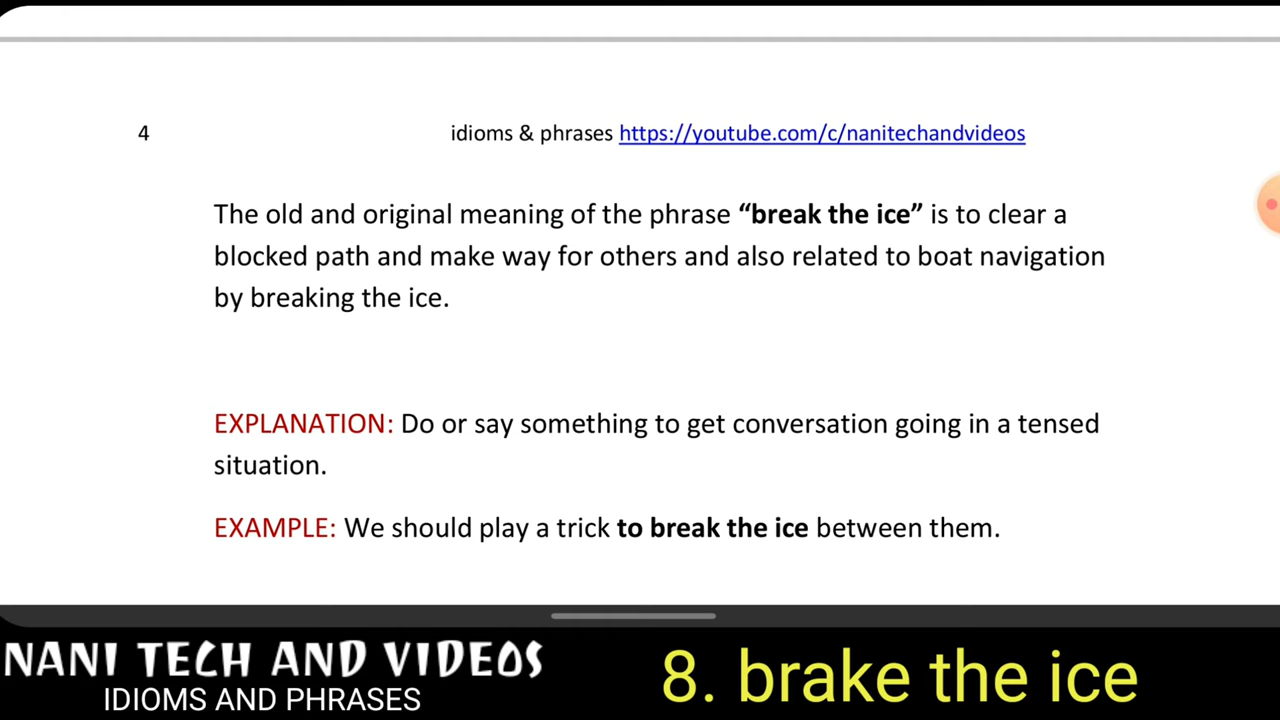 4
idioms & phrases https://youtube.com/c/nanitechandvideos
The old and original meaning of the phrase “break the ice” is to clear a
blocked path and make way for others and also related to boat navigation
by breaking the ice.
EXPLANATION: Do or say something to get conversation going in a tensed
situation.
EXAMPLE: We should play a trick to break the ice between them.
NANI TECH AND VIDEOS
IDIOMS AND PHRASES
8. brake the ice